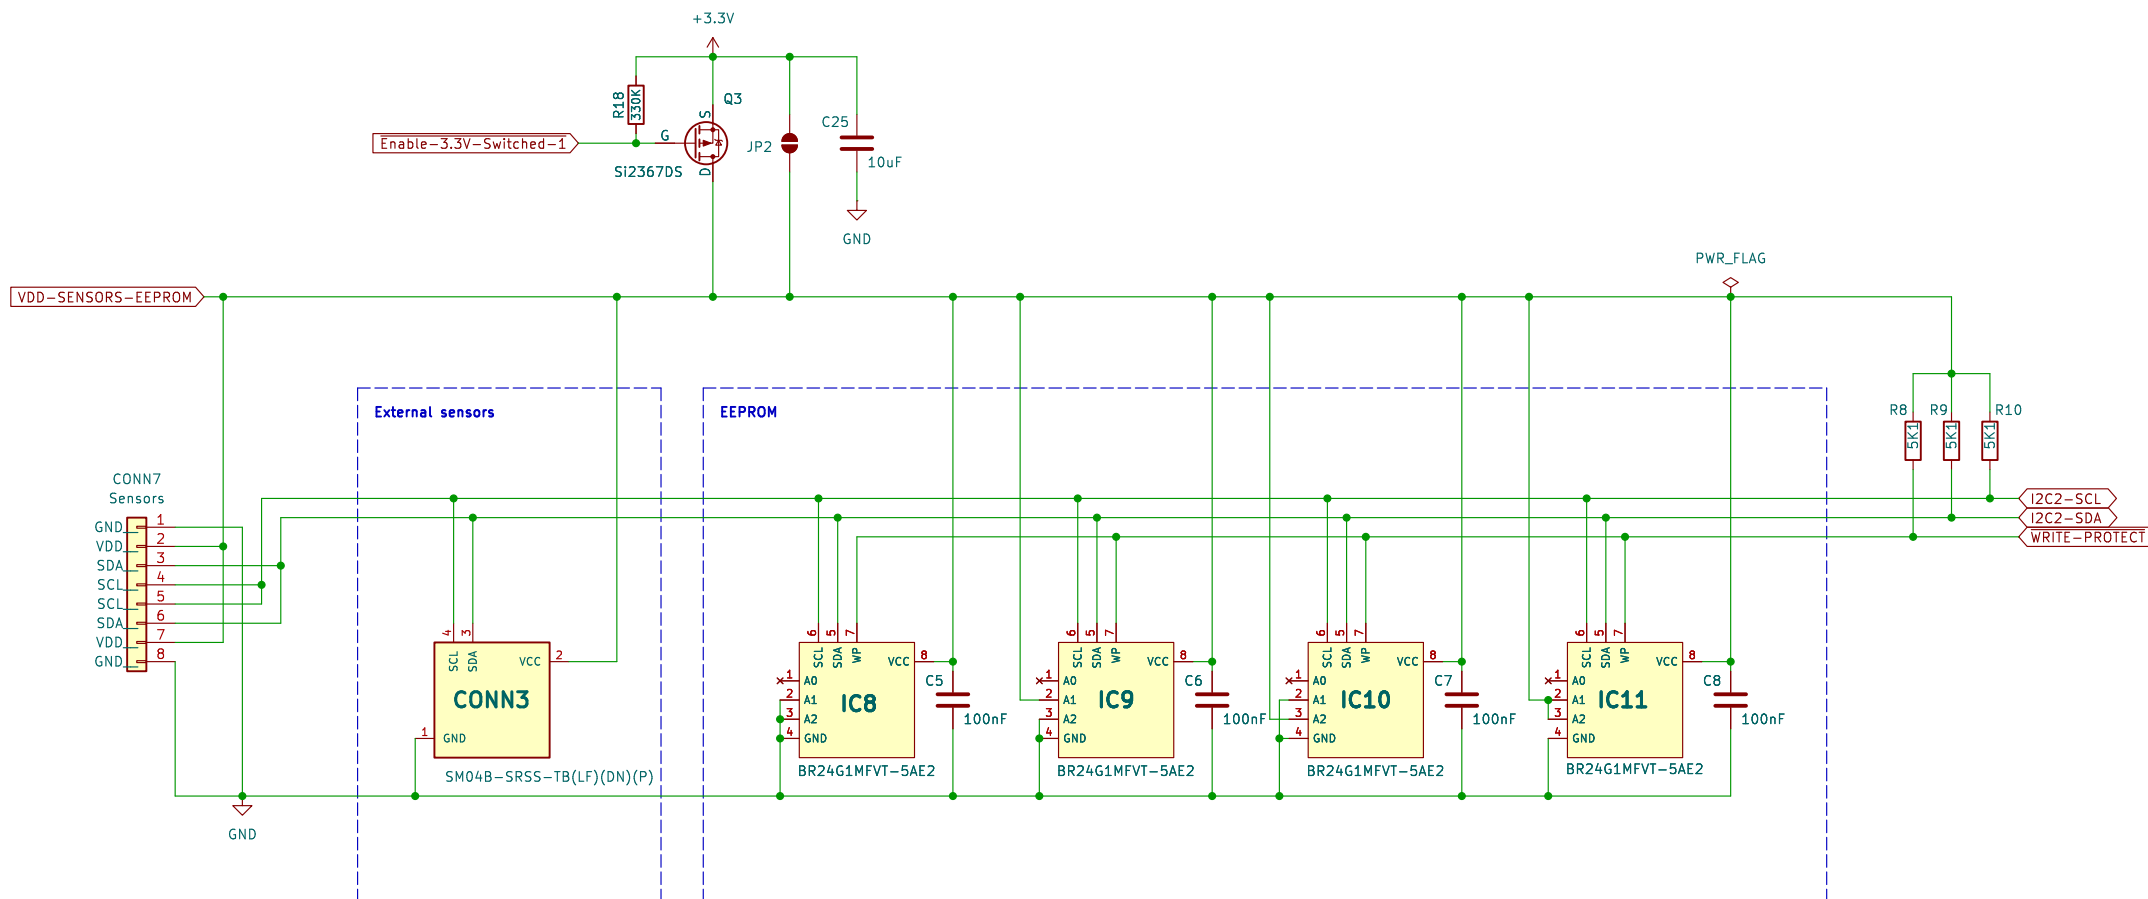 +3.3V
Q3
R18
330K
S
G
D
Enable-3.3V-Switched-1
Si2367DS
JP2
C25
10uF
GND
VDD-SENSORS-EEPROM
PWR_FLAG
External sensors
EEPROM
R8
R9
R10
5K1
5K1
5K1
CONN7
Sensors
GND 1
VDD 2
SDA 3
SCL 4
SCL 5
SDA 6
VDD 7
GND 8
I2C2-SCL
I2C2-SDA
WRITE-PROTECT
4 3
SCL SDA
VCC 2
CONN3
1 GND
SM04B-SRSS-TB(LF)(DN)(P)
GND
6 5 7
SCL SDA WP
VCC 8
1 A0
2 A1
3 A2
4 GND
IC8
BR24G1MFVT-5AE2
C5
100nF
6 5 7
SCL SDA WP
VCC 8
1 A0
2 A1
3 A2
4 GND
IC9
BR24G1MFVT-5AE2
C6
100nF
6 5 7
SCL SDA WP
VCC 8
1 A0
2 A1
3 A2
4 GND
IC10
BR24G1MFVT-5AE2
C7
100nF
6 5 7
SCL SDA WP
VCC 8
1 A0
2 A1
3 A2
4 GND
IC11
BR24G1MFVT-5AE2
C8
100nF